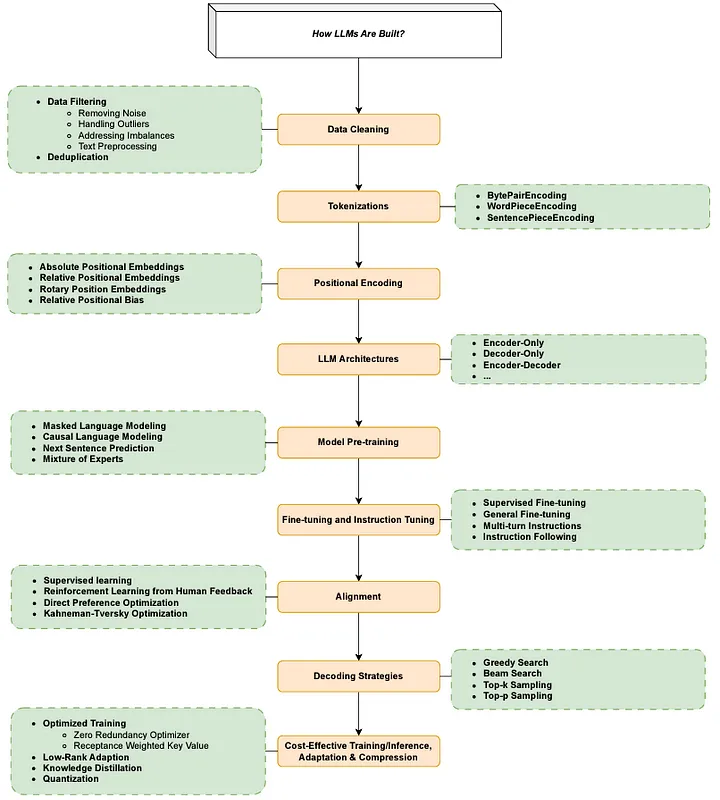 How LLMs Are Built?
Data Filtering
Removing Noise
Handling Outliers
Addressing Imbalances
Text Preprocessing
Deduplication
Data Cleaning
Tokenizations
BytePairEncoding
WordPieceEncoding
SentencePieceEncoding
Absolute Positional Embeddings
Relative Positional Embeddings
Rotary Position Embeddings
Relative Positional Bias
Positional Encoding
LLM Architectures
Encoder-Only
Decoder-Only
Encoder-Decoder
...
Masked Language Modeling
Causal Language Modeling
Next Sentence Prediction
Mixture of Experts
Model Pre-training
Fine-tuning and Instruction Tuning
Supervised Fine-tuning
General Fine-tuning
Multi-turn Instructions
Instruction Following
Supervised learning
Reinforcement Learning from Human Feedback
Direct Preference Optimization
Kahneman-Tversky Optimization
Alignment
Decoding Strategies
Greedy Search
Beam Search
Top-k Sampling
Top-p Sampling
Optimized Training
Zero Redundancy Optimizer
Receptance Weighted Key Value
Low-Rank Adaption
Knowledge Distillation
Quantization
Cost-Effective Training/Inference,
Adaptation & Compression